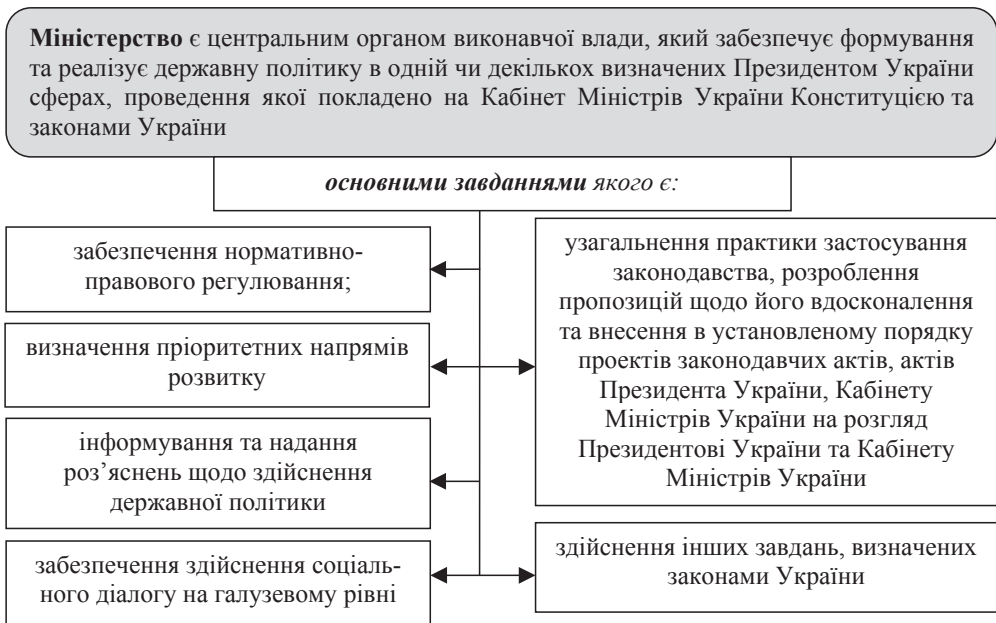 Міністерство є центральним органом виконавчої влади, який забезпечує формування
та реалізує державну політику в одній чи декількох визначених Президентом України
сферах, проведення якої покладено на Кабінет Міністрів України Конституцією та
законами України
основними завданнями якого є:
забезпечення нормативно-
правового регулювання;
визначення пріоритетних напрямів
розвитку
інформування та надання
роз’яснень щодо здійснення
державної політики
забезпечення здійснення соціаль-
ного діалогу на галузевому рівні
узагальнення практики застосування
законодавства, розроблення
пропозицій щодо його вдосконалення
та внесення в установленому порядку
проектів законодавчих актів, актів
Президента України, Кабінету
Міністрів України на розгляд
Президентові України та Кабінету
Міністрів України
здійснення інших завдань, визначених
законами України